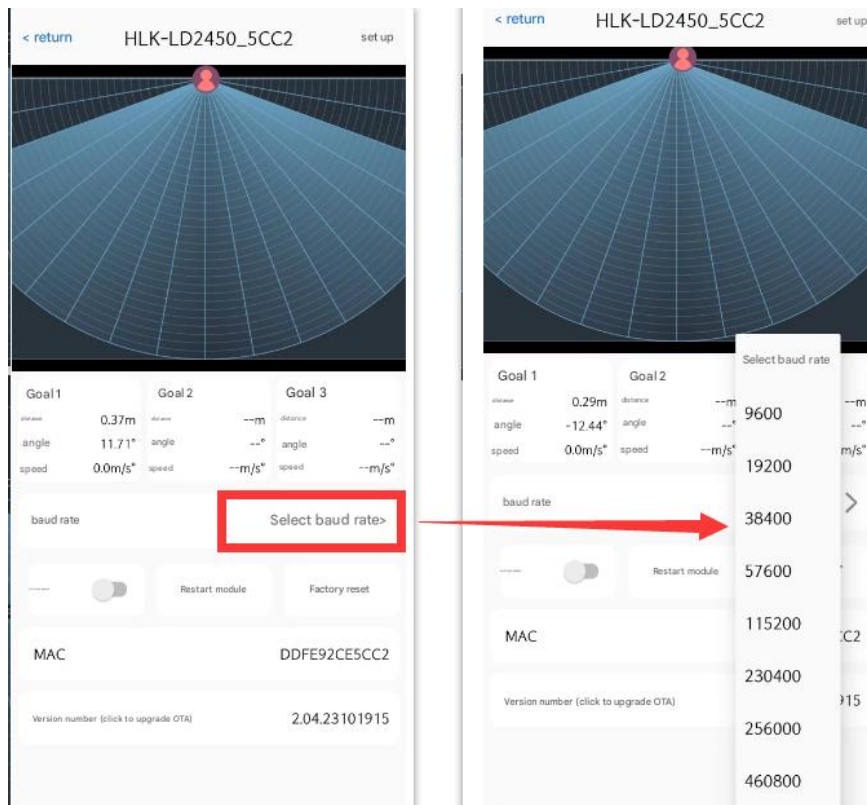 < return HLK-LD2450_5CC2 set up
Goal 1 Goal 2 Goal 3
0.37m --m distance --m
angle 11.71° angle --° angle --°
speed 0.0m/s° speed --m/s° speed --m/s°
baud rate Select baud rate>
Restart module Factory reset
MAC DDFE92CE5CC2
Version number (click to upgrade OTA) 2.04.23101915
< return HLK-LD2450_5CC2 set up
Goal 1 Goal 2
0.29m distance --m --m
angle -12.44° angle --° --°
speed 0.0m/s° speed --m/s° m/s°
baud rate >
Restart module
MAC CC2
Version number (click to upgrade OTA) 915
Select baud rate
9600
19200
38400
57600
115200
230400
256000
460800